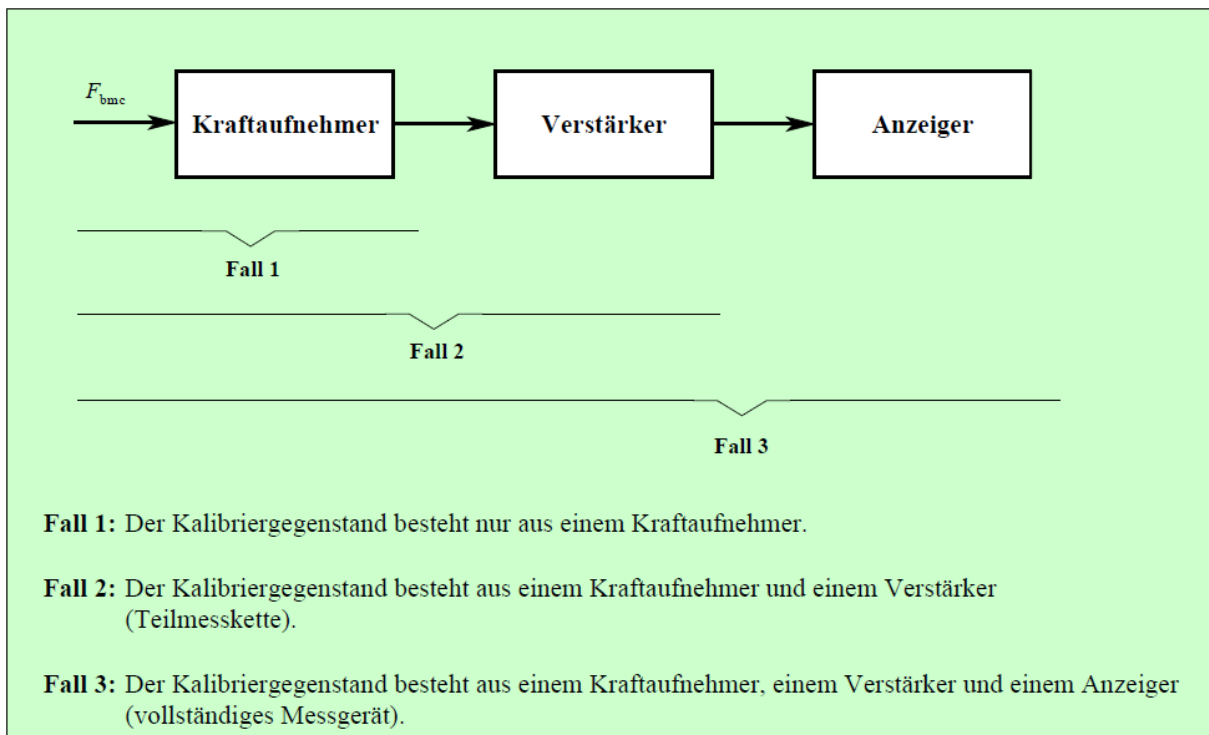 F_bmc
Kraftaufnehmer
Verstärker
Anzeiger
Fall 1
Fall 2
Fall 3
Fall 1: Der Kalibriergegenstand besteht nur aus einem Kraftaufnehmer.
Fall 2: Der Kalibriergegenstand besteht aus einem Kraftaufnehmer und einem Verstärker
(Teilmesskette).
Fall 3: Der Kalibriergegenstand besteht aus einem Kraftaufnehmer, einem Verstärker und einem Anzeiger
(vollständiges Messgerät).